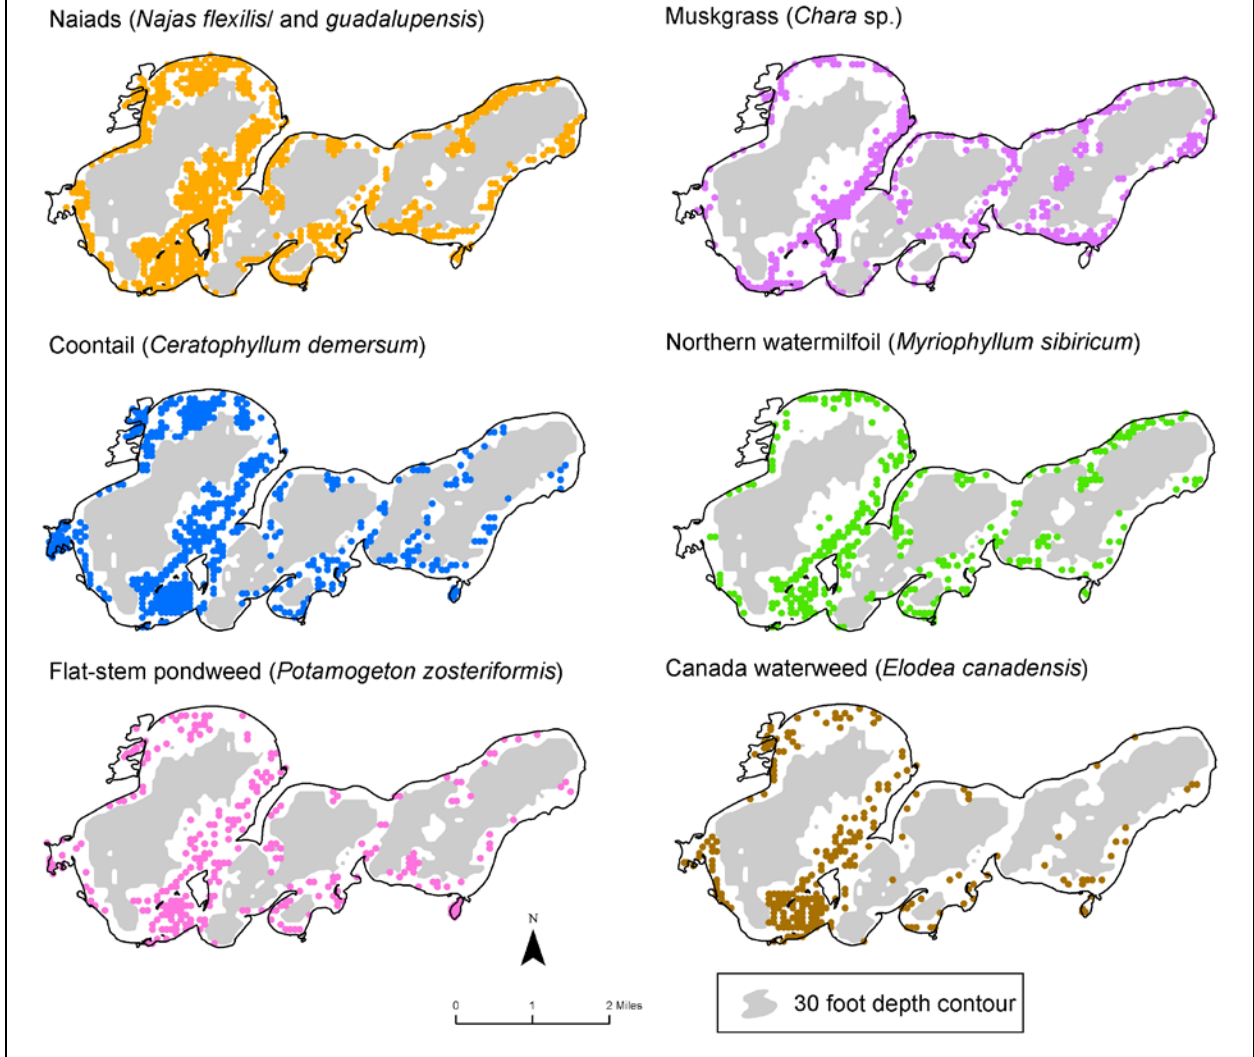 Naiads (Najas flexilis/ and guadalupensis)
Muskgrass (Chara sp.)
Coontail (Ceratophyllum demersum)
Northern watermilfoil (Myriophyllum sibiricum)
Flat-stem pondweed (Potamogeton zosteriformis)
Canada waterweed (Elodea canadensis)
N
0 1 2 Miles
30 foot depth contour